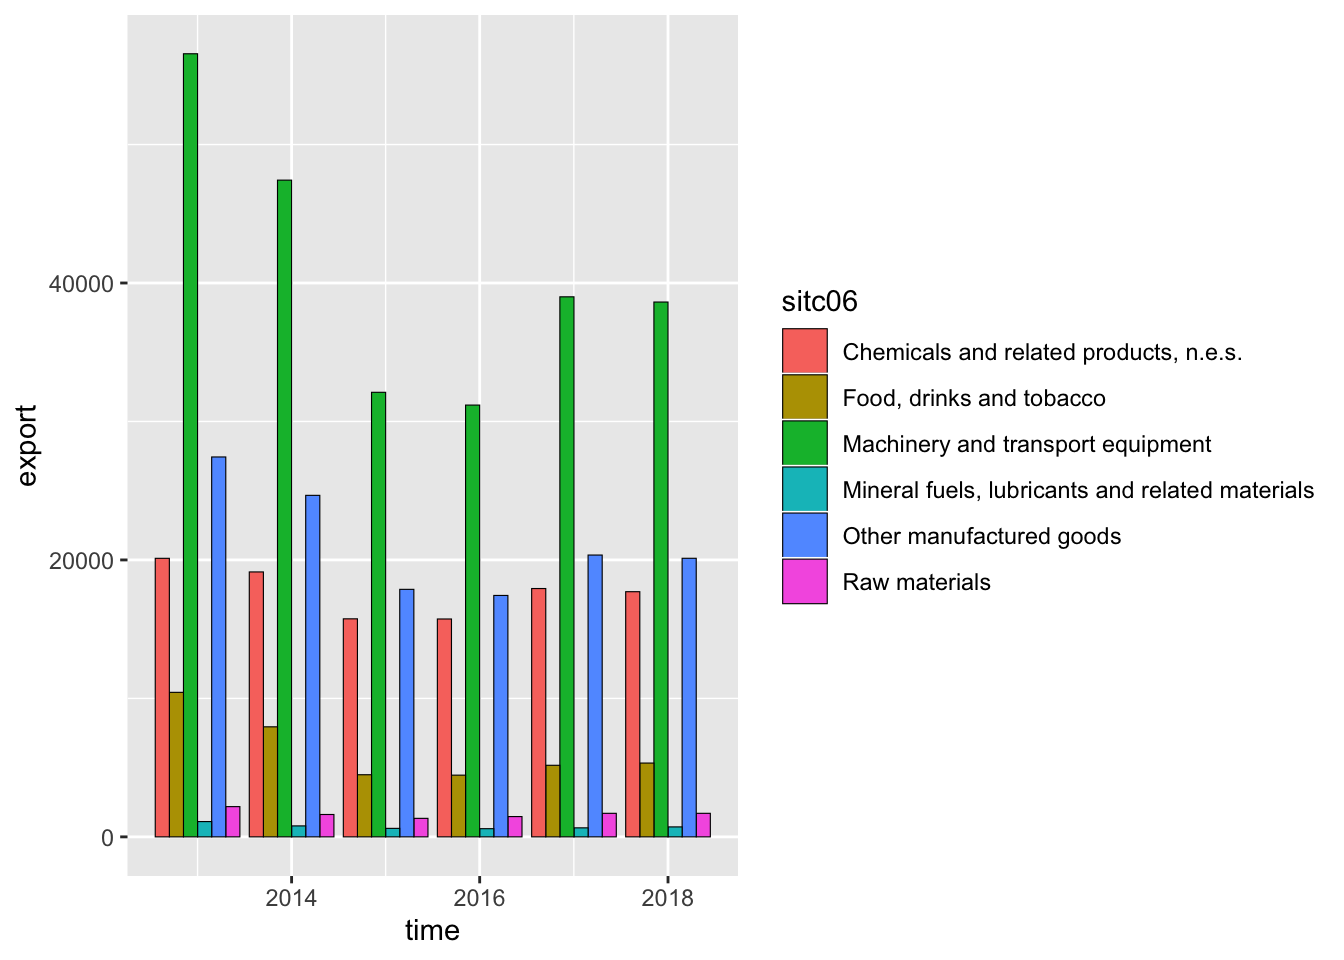 40000
20000
0
2014
2016
2018
time
export
sitc06
Chemicals and related products, n.e.s.
Food, drinks and tobacco
Machinery and transport equipment
Mineral fuels, lubricants and related materials
Other manufactured goods
Raw materials